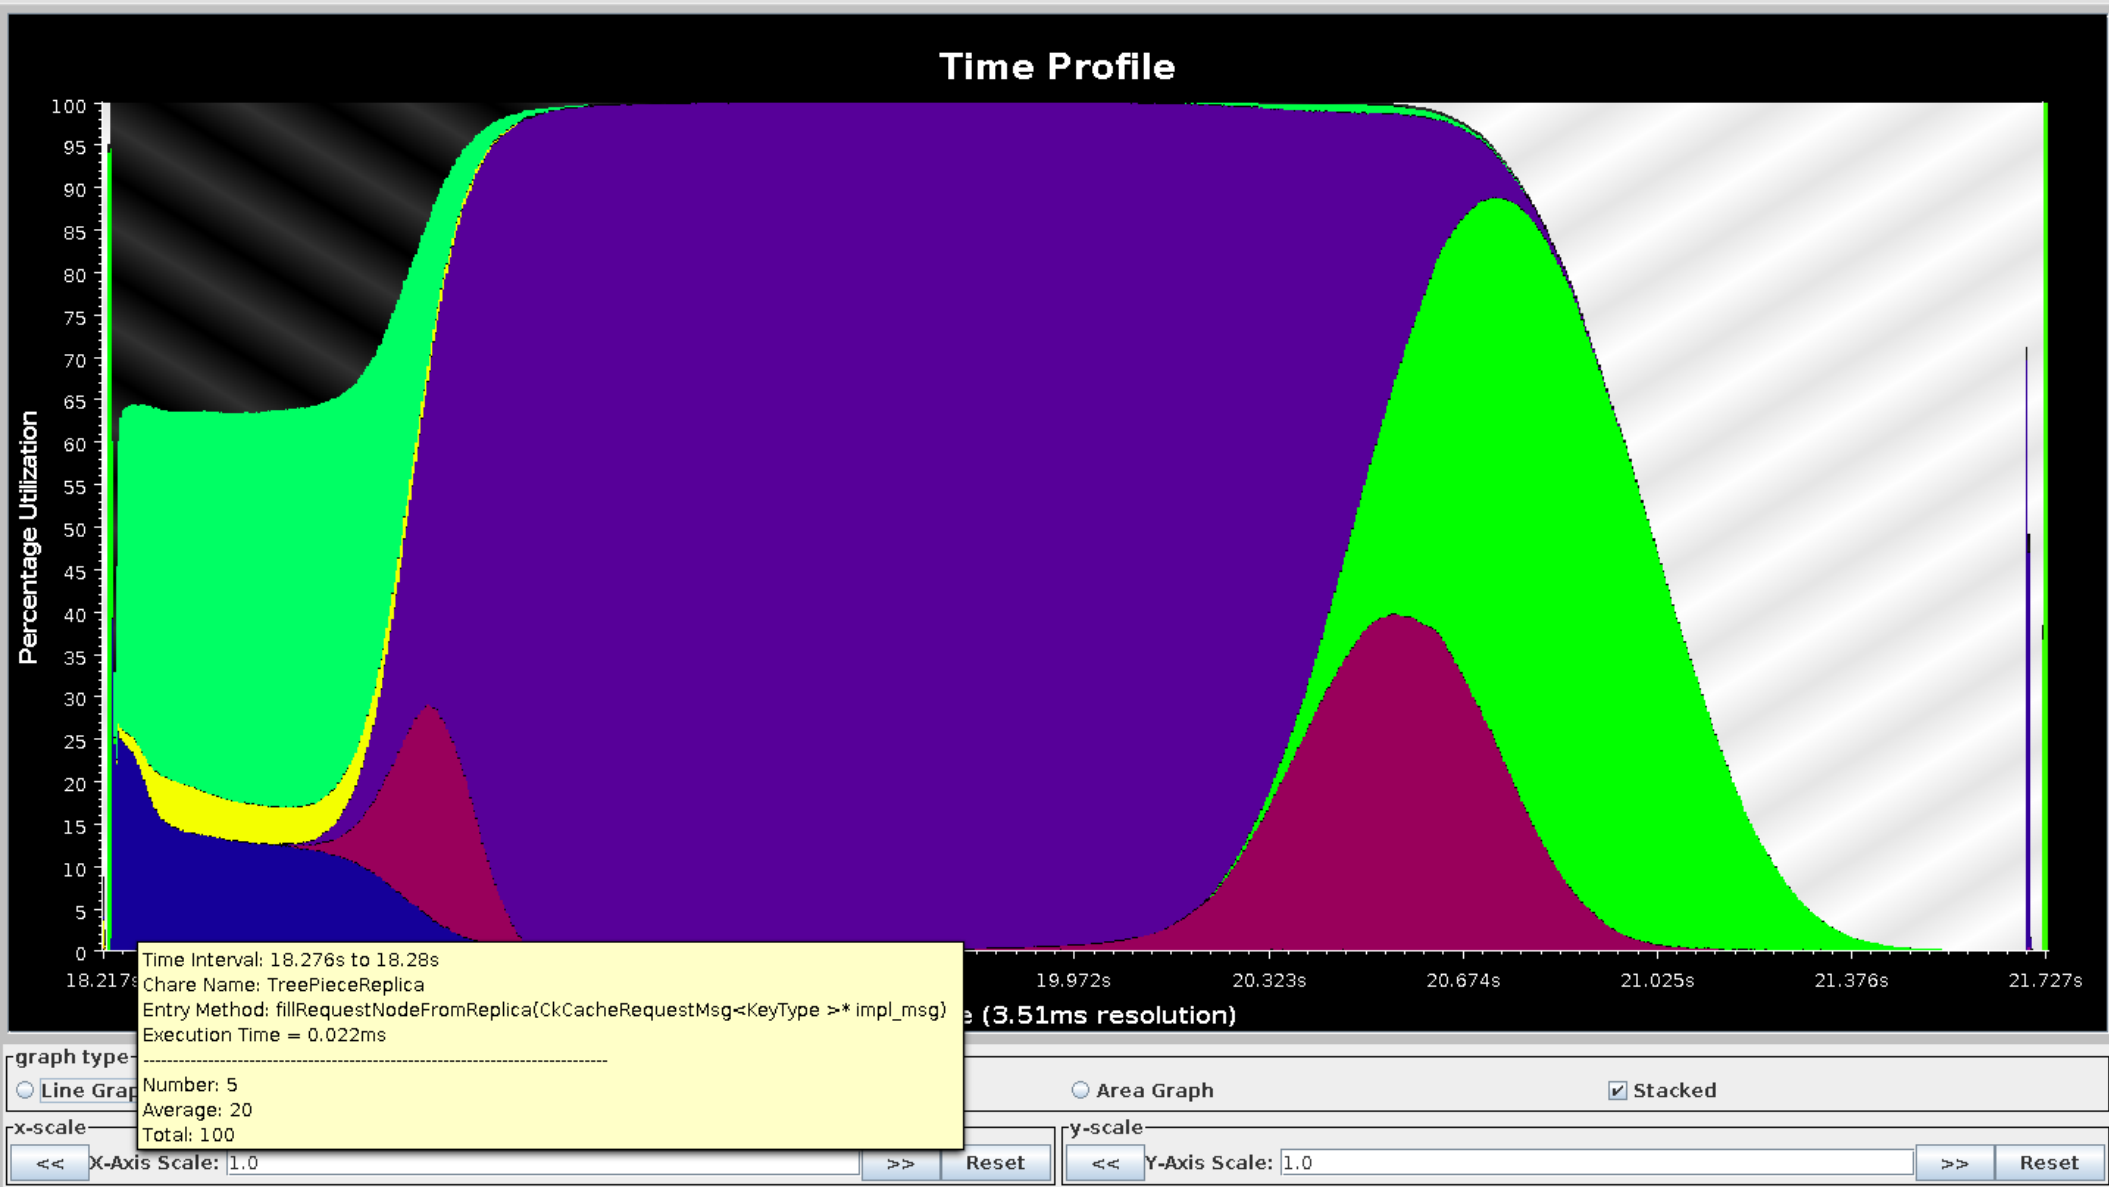 Time Profile
Percentage Utilization
100
95
90
85
80
75
70
65
60
55
50
45
40
35
30
25
20
15
10
5
0
18.217s
19.972s
20.323s
20.674s
21.025s
21.376s
21.727s
(3.51ms resolution)
Time Interval: 18.276s to 18.28s
Chare Name: TreePieceReplica
Entry Method: fillRequestNodeFromReplica(CkCacheRequestMsg<KeyType >* impl_msg)
Execution Time = 0.022ms
--------------------------------------------------------------------------------
Number: 5
Average: 20
Total: 100
graph type
Line Grap
Area Graph
Stacked
x-scale
<< X-Axis Scale: 1.0 >> Reset
y-scale
<< Y-Axis Scale: 1.0 >> Reset